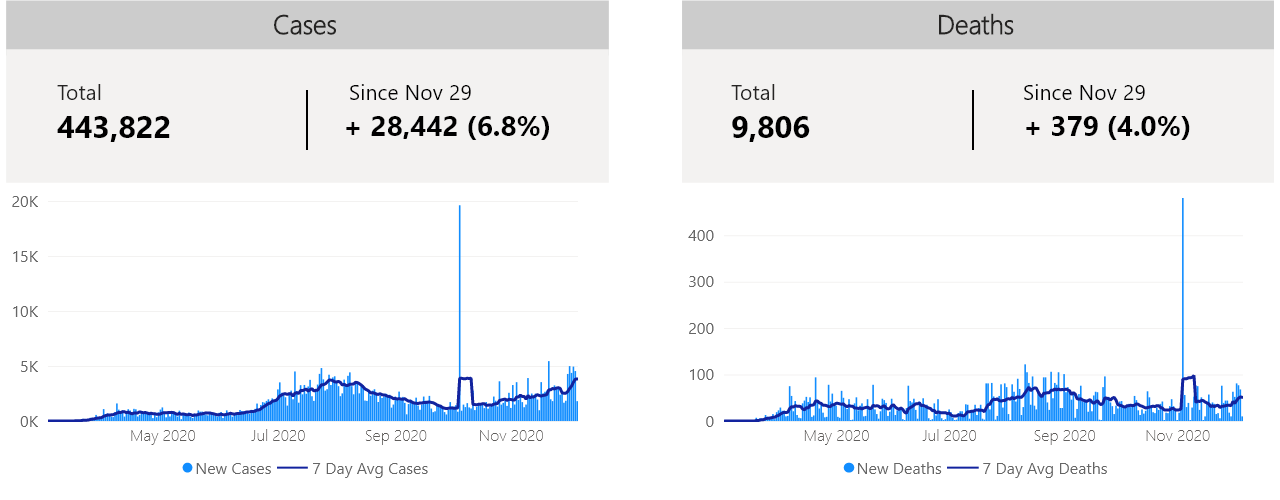 Cases
Total
443,822
Since Nov 29
+ 28,442 (6.8%)
20K
15K
10K
5K
0K
May 2020
Jul 2020
Sep 2020
Nov 2020
New Cases
7 Day Avg Cases
Deaths
Total
9,806
Since Nov 29
+ 379 (4.0%)
400
300
200
100
0
May 2020
Jul 2020
Sep 2020
Nov 2020
New Deaths
7 Day Avg Deaths